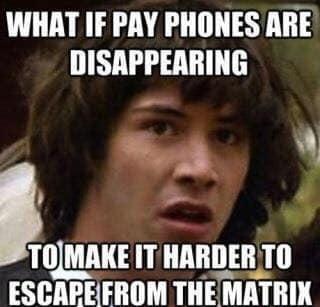 WHAT IF PAY PHONES ARE
DISAPPEARING
TO MAKE IT HARDER TO
ESCAPE FROM THE MATRIX